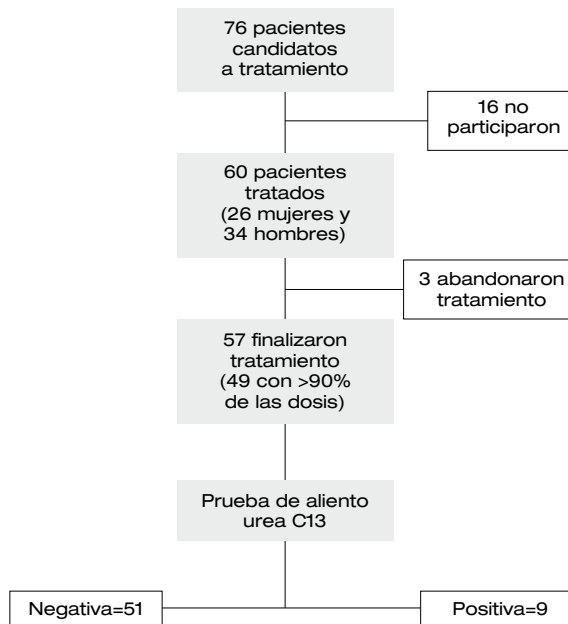 76 pacientes
candidatos
a tratamiento
16 no
participaron
60 pacientes
tratados
(26 mujeres y
34 hombres)
3 abandonaron
tratamiento
57 finalizaron
tratamiento
(49 con >90%
de las dosis)
Prueba de aliento
urea C13
Negativa=51
Positiva=9